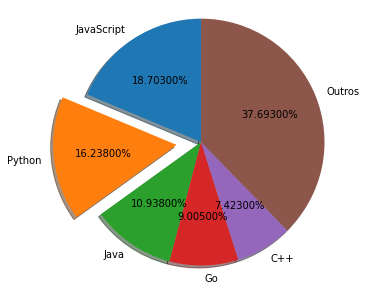 JavaScript
18.70300%
Outros
37.69300%
Python
16.23800%
Java
10.93800%
Go
9.00500%
C++
7.42300%